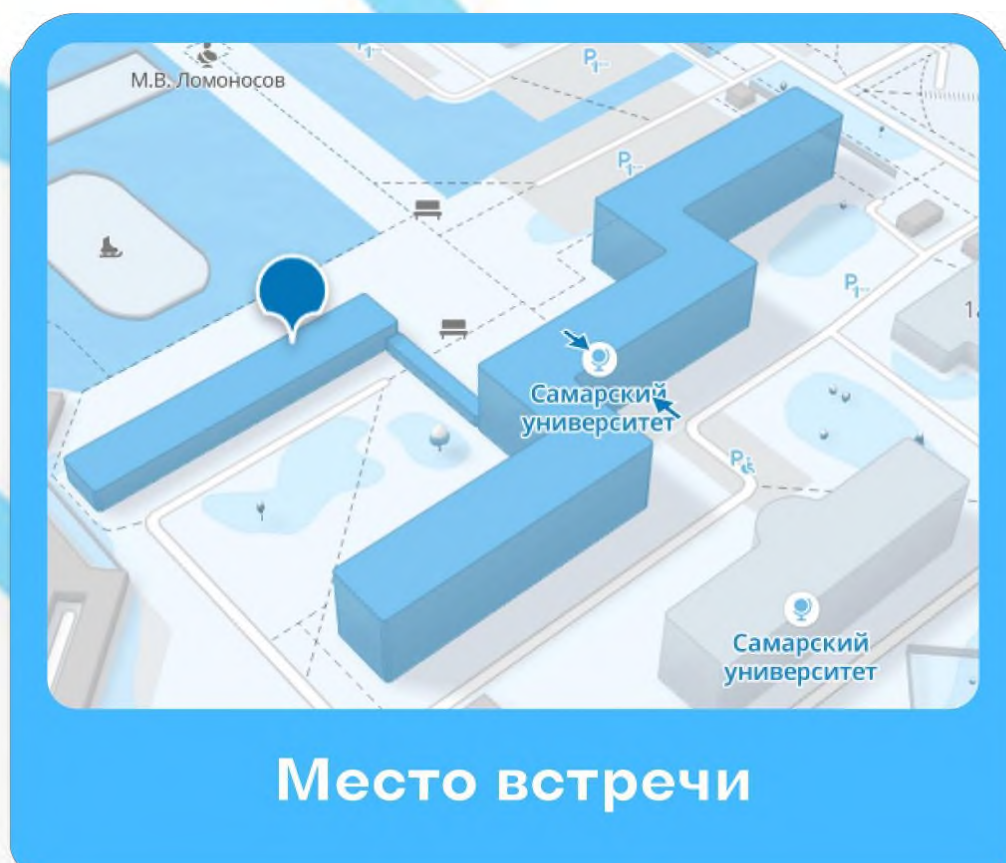 М.В. Ломоносов
Самарский
университет
Самарский
университет
Место встречи